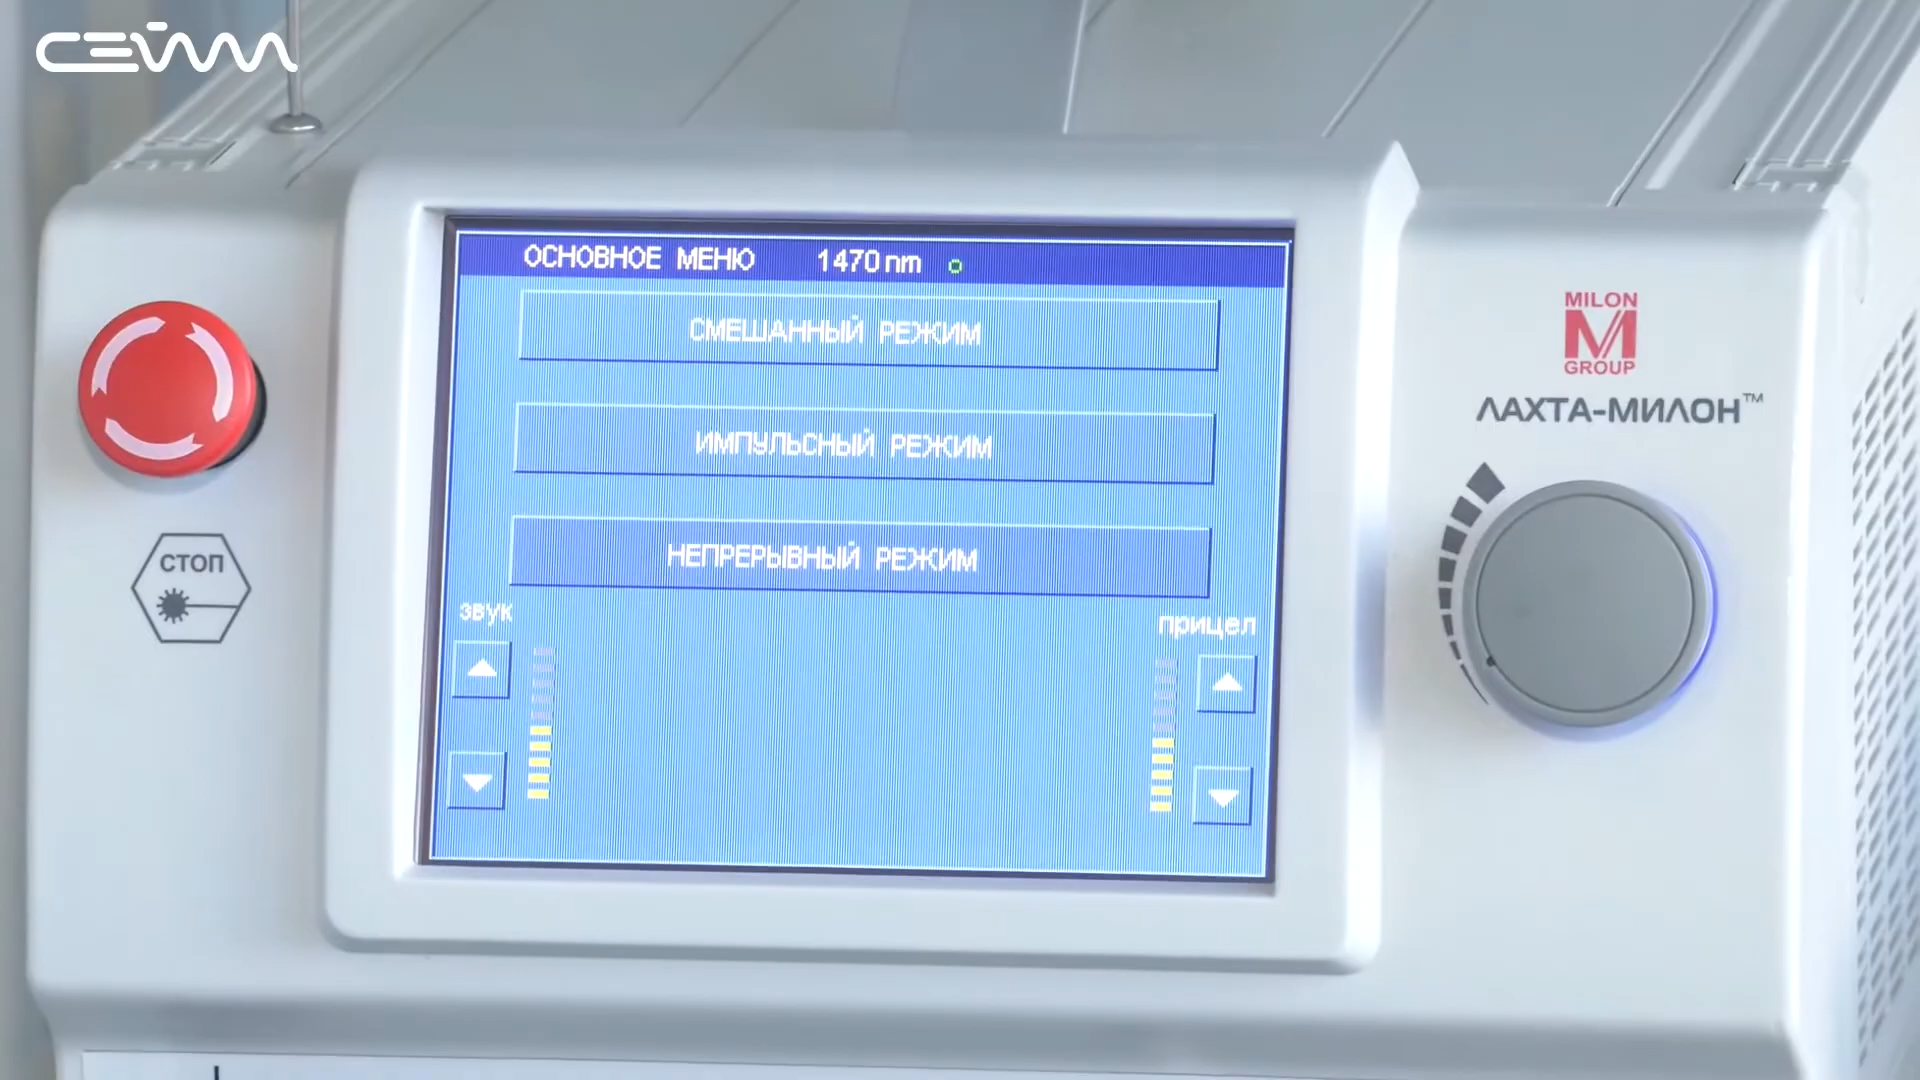 СЕЙМ
ОСНОВНОЕ МЕНЮ 1470 nm
СМЕШАННЫЙ РЕЖИМ
ИМПУЛЬСНЫЙ РЕЖИМ
НЕПРЕРЫВНЫЙ РЕЖИМ
звук
прицел
СТОП
MILON
M
GROUP
ЛАХТА-МИЛОН™